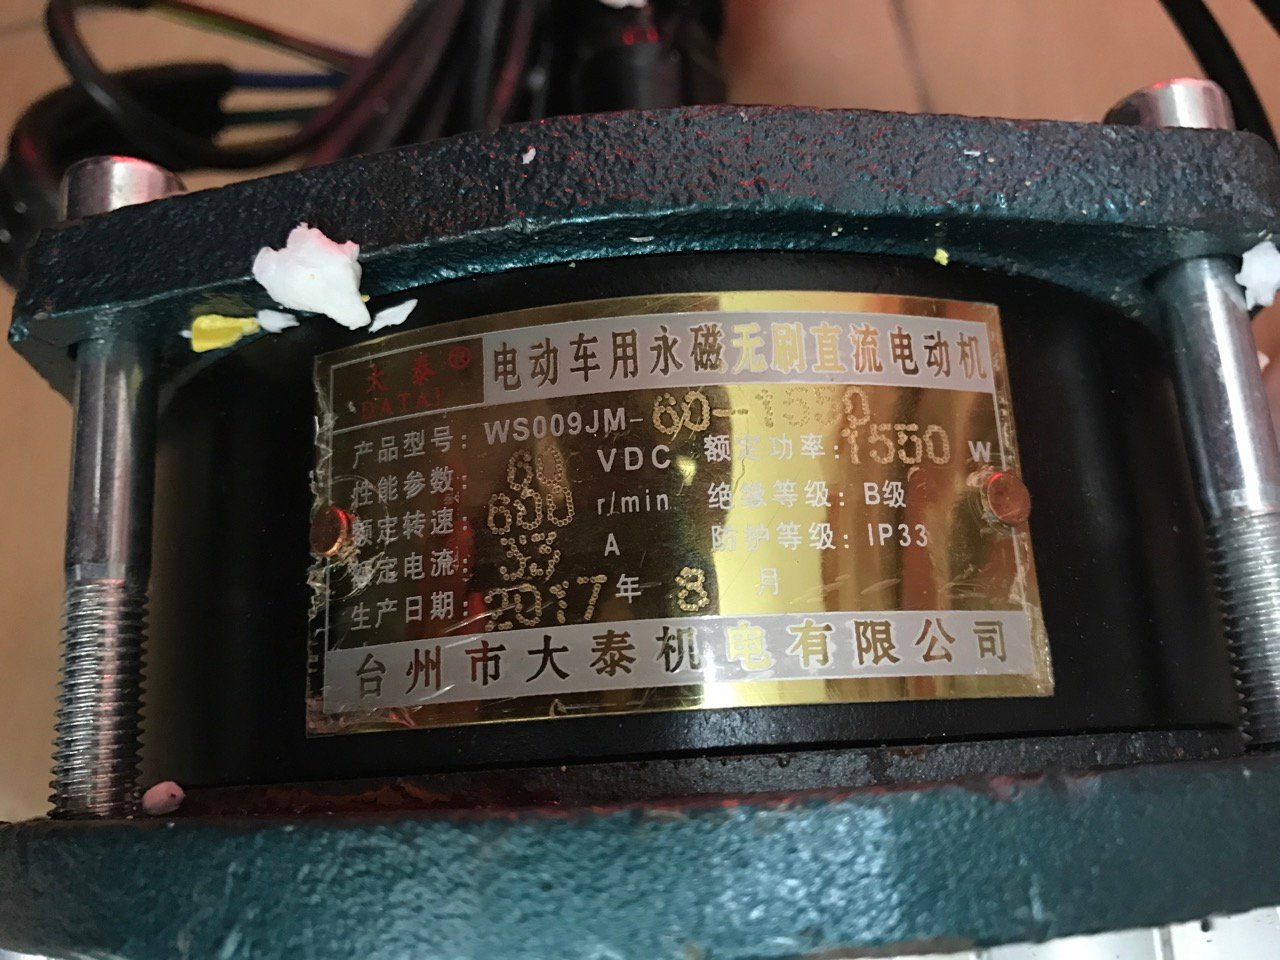 大泰® 电动车用永磁无刷直流电动机
DATAI
产品型号: WS009JM-60-1550
性能参数: 60 VDC 额定功率: 1550 W
额定转速: 600 r/min 绝缘等级: B级
额定电流: 35 A 防护等级: IP33
生产日期: 2017 年 8 月
台州市大泰机电有限公司